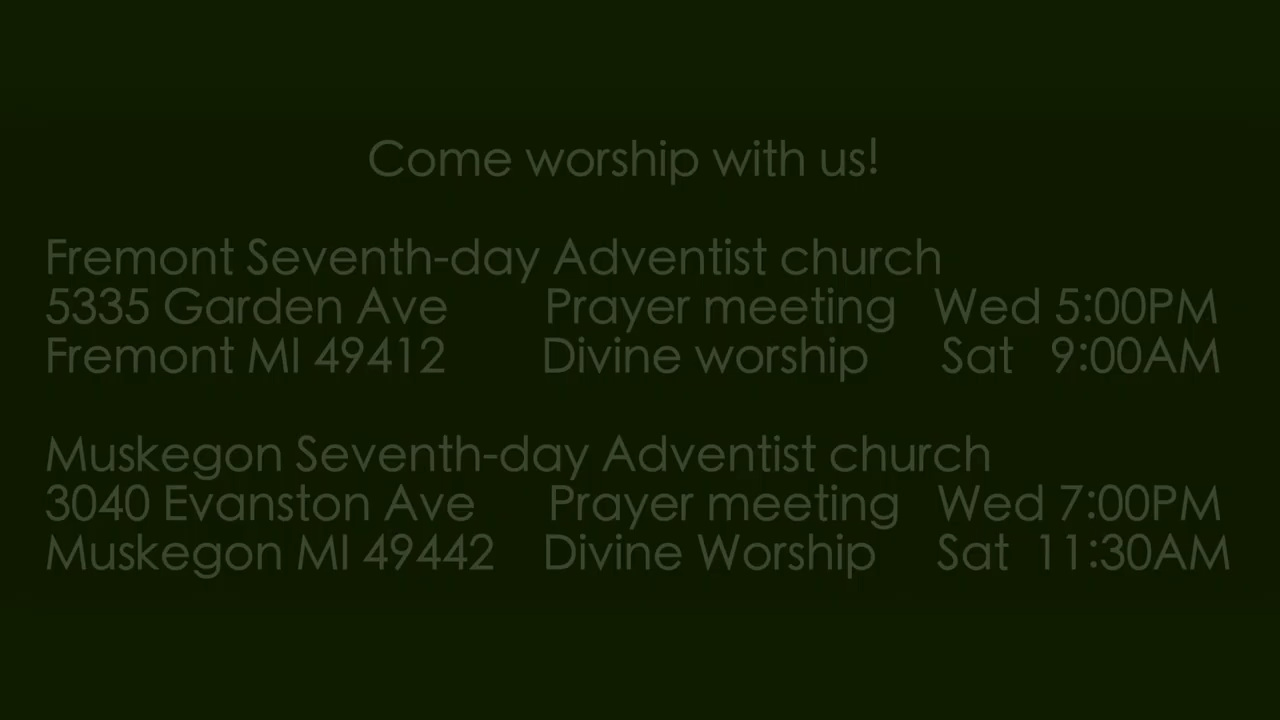 Come worship with us!
Fremont Seventh-day Adventist church
5335 Garden Ave Prayer meeting Wed 5:00PM
Fremont MI 49412 Divine worship Sat 9:00AM
Muskegon Seventh-day Adventist church
3040 Evanston Ave Prayer meeting Wed 7:00PM
Muskegon MI 49442 Divine Worship Sat 11:30AM